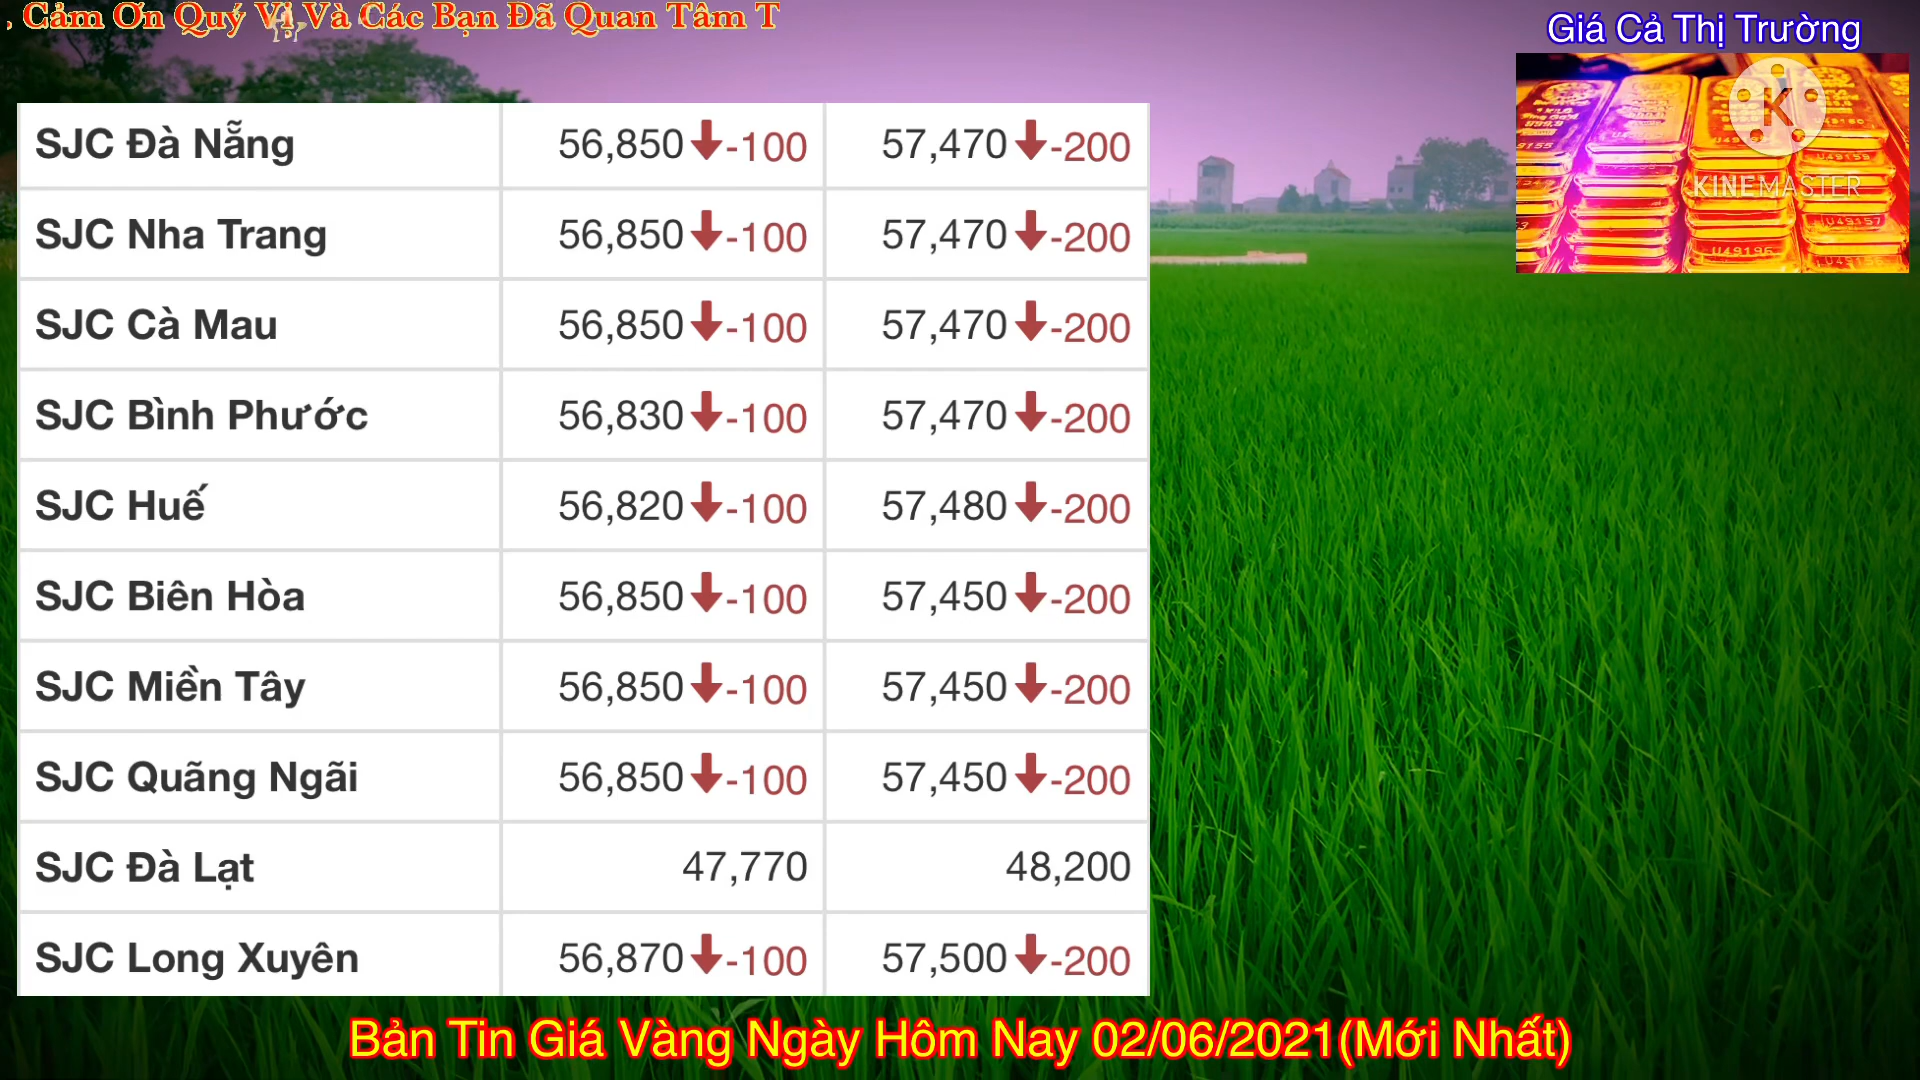 . Cảm Ơn Quý Vị Và Các Bạn Đã Quan Tâm T
Giá Cả Thị Trường
KINEMASTER
SJC Đà Nẵng 56,850 -100 57,470 -200
SJC Nha Trang 56,850 -100 57,470 -200
SJC Cà Mau 56,850 -100 57,470 -200
SJC Bình Phước 56,830 -100 57,470 -200
SJC Huế 56,820 -100 57,480 -200
SJC Biên Hòa 56,850 -100 57,450 -200
SJC Miền Tây 56,850 -100 57,450 -200
SJC Quãng Ngãi 56,850 -100 57,450 -200
SJC Đà Lạt 47,770 48,200
SJC Long Xuyên 56,870 -100 57,500 -200
Bản Tin Giá Vàng Ngày Hôm Nay 02/06/2021(Mới Nhất)